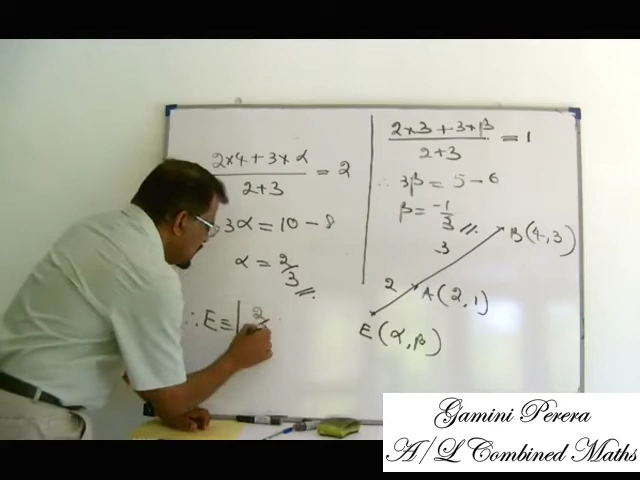 2×4 + 3×α / 2+3 = 2
3α = 10 − 8
α = 2/3 //.
∴ E ≡ ( 2
2×3 + 3×β / 2+3 = 1
∴ 3β = 5 − 6
β = −1/3 //.
3
B(4,3)
2
A(2,1)
E(α,β)
Gamini Perera
A/L Combined Maths